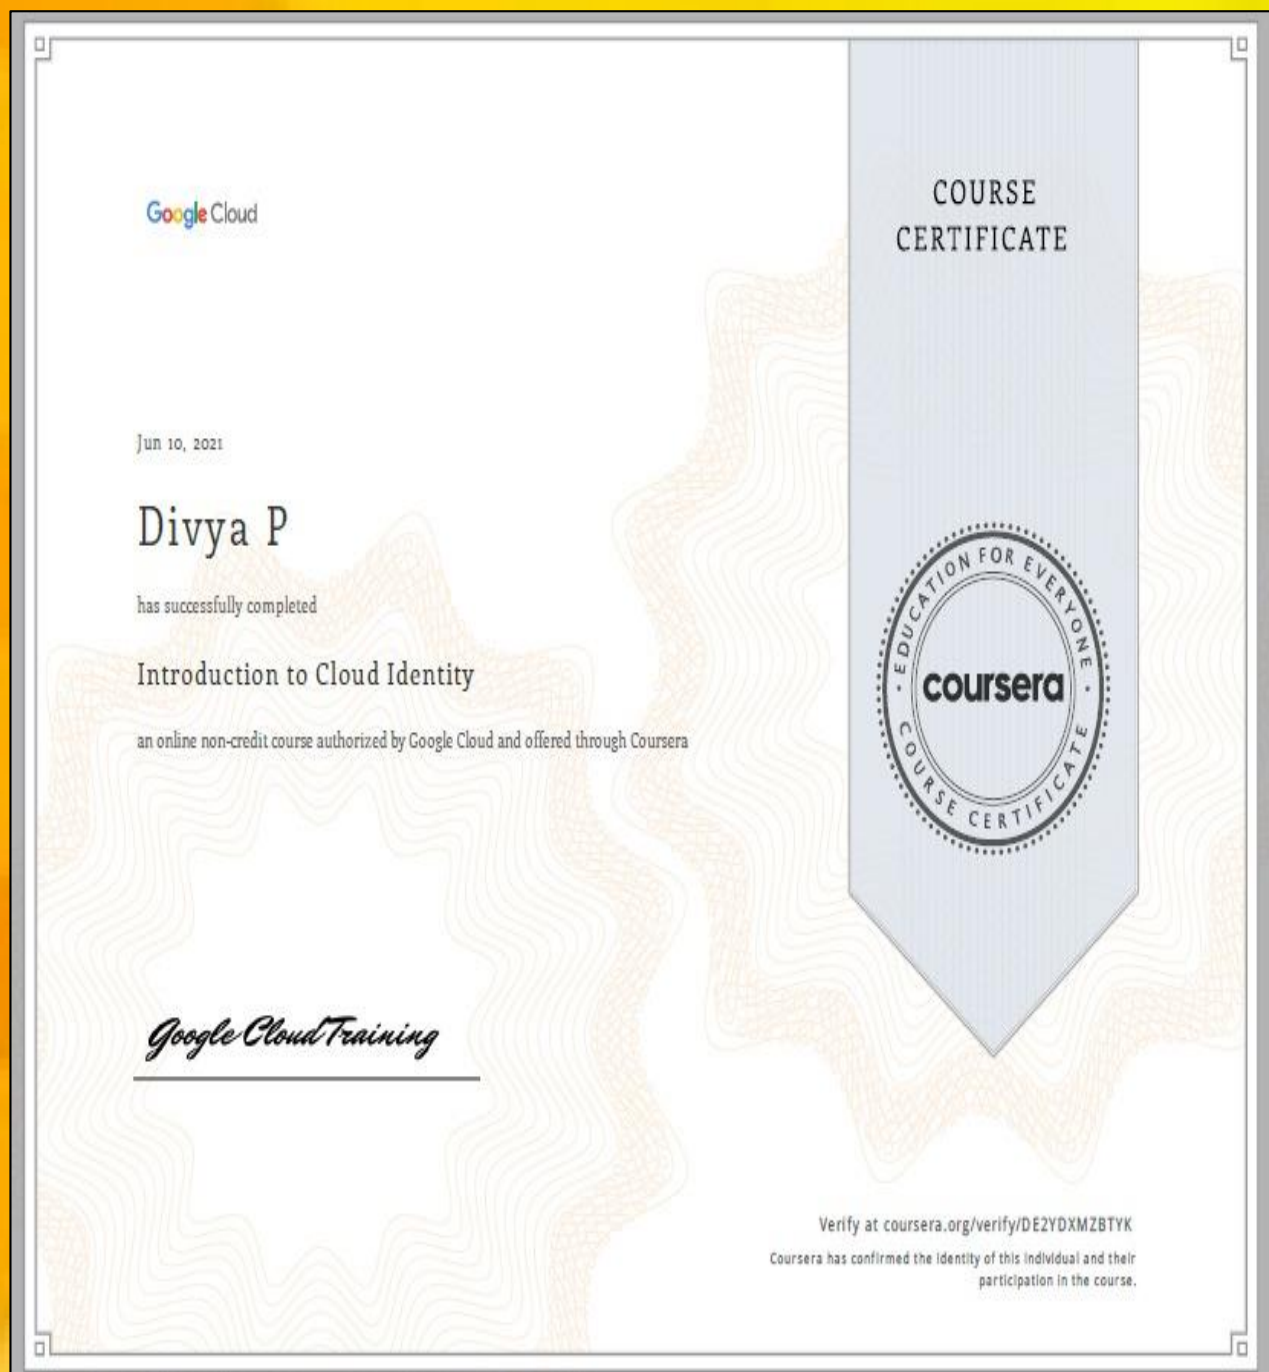 Google Cloud
COURSE
CERTIFICATE
Jun 10, 2021
Divya P
has successfully completed
Introduction to Cloud Identity
an online non-credit course authorized by Google Cloud and offered through Coursera
EDUCATION FOR EVERYONE
coursera
COURSE CERTIFICATE
Google Cloud Training
Verify at coursera.org/verify/DE2YDXMZBTYK
Coursera has confirmed the identity of this individual and their
participation in the course.